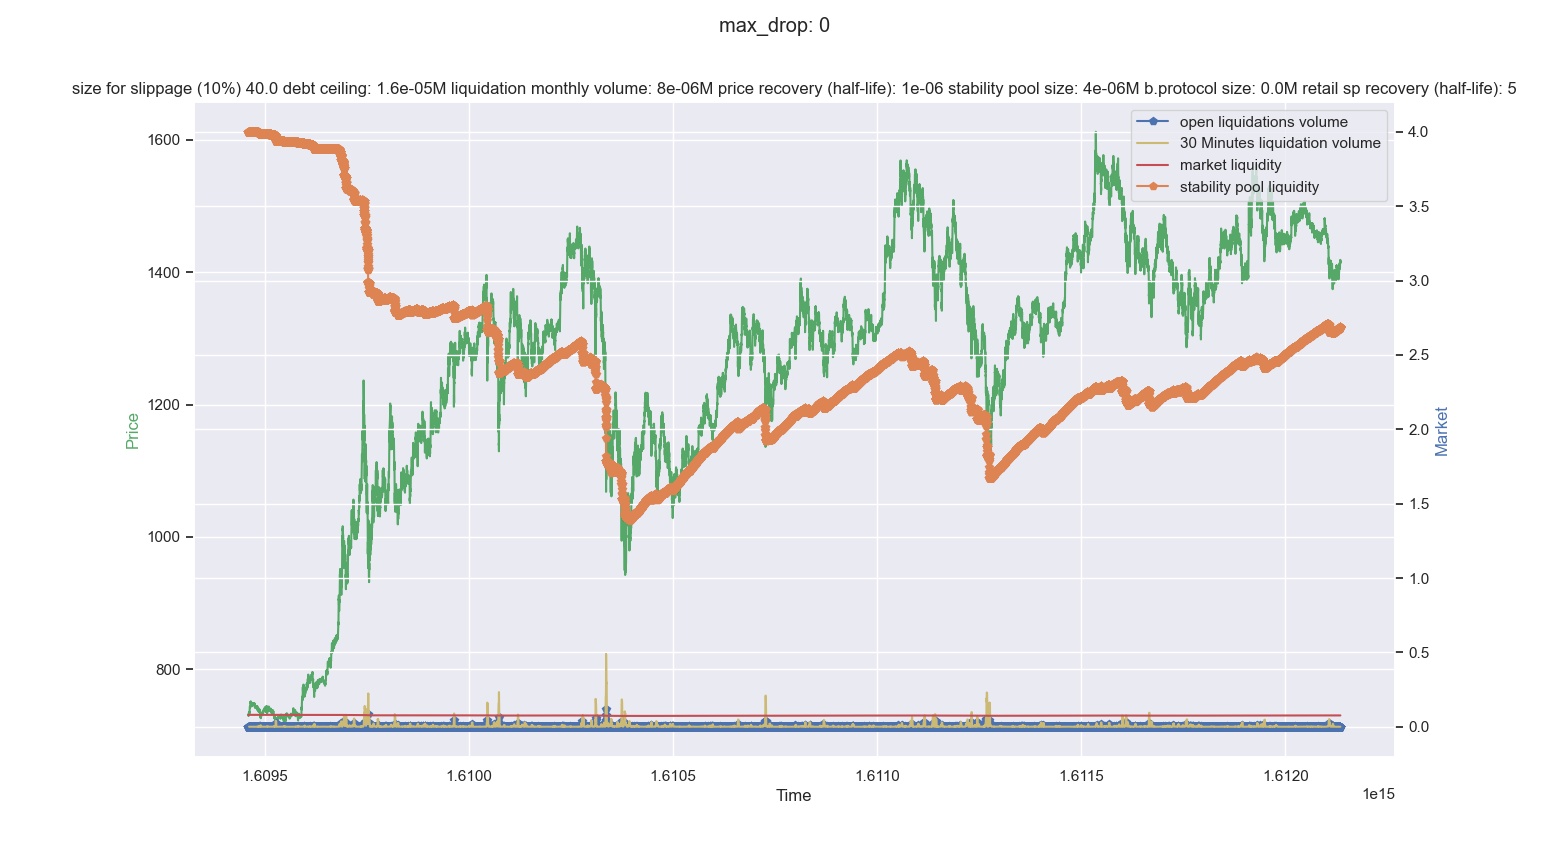 max_drop: 0
size for slippage (10%) 40.0 debt ceiling: 1.6e-05M liquidation monthly volume: 8e-06M price recovery (half-life): 1e-06 stability pool size: 4e-06M b.protocol size: 0.0M retail sp recovery (half-life): 5
open liquidations volume
30 Minutes liquidation volume
market liquidity
stability pool liquidity
1600
1400
1200
1000
800
Price
4.0
3.5
3.0
2.5
2.0
1.5
1.0
0.5
0.0
Market
1.6095 1.6100 1.6105 1.6110 1.6115 1.6120
Time
1e15